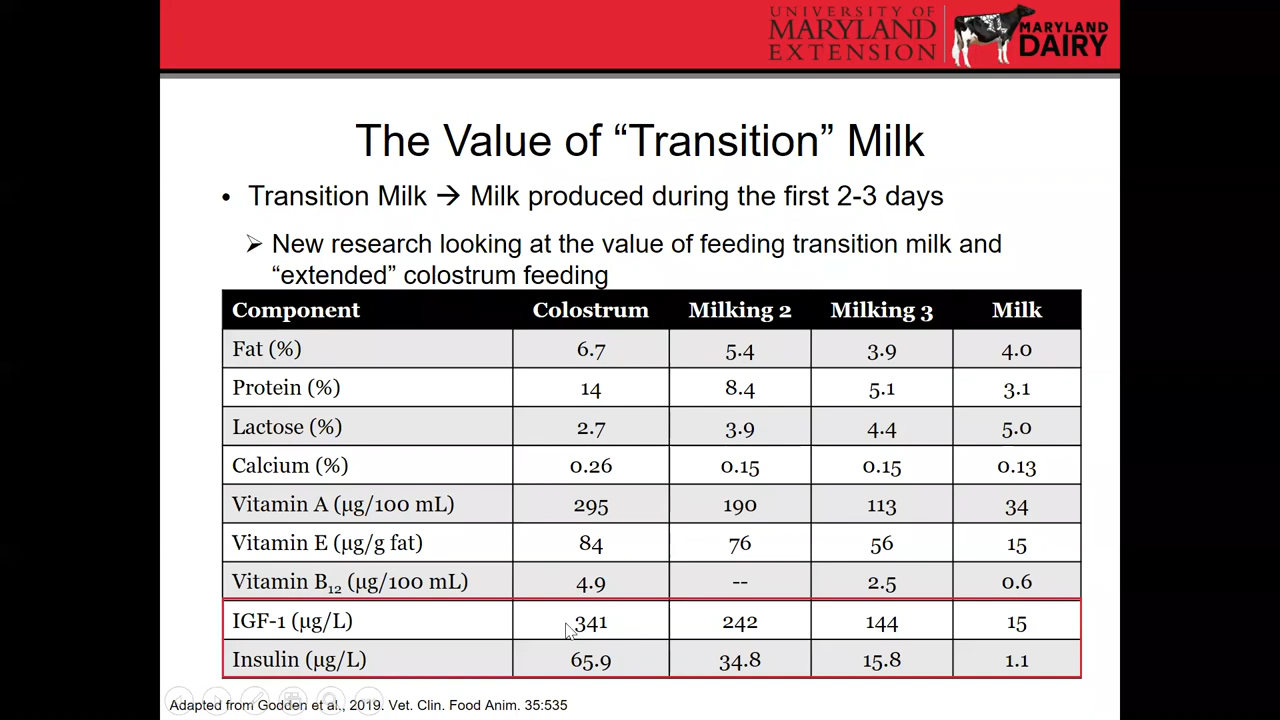 UNIVERSITY OF
MARYLAND
EXTENSION
MARYLAND
DAIRY
The Value of “Transition” Milk
• Transition Milk → Milk produced during the first 2-3 days
➢ New research looking at the value of feeding transition milk and
“extended” colostrum feeding
Component Colostrum Milking 2 Milking 3 Milk
Fat (%) 6.7 5.4 3.9 4.0
Protein (%) 14 8.4 5.1 3.1
Lactose (%) 2.7 3.9 4.4 5.0
Calcium (%) 0.26 0.15 0.15 0.13
Vitamin A (µg/100 mL) 295 190 113 34
Vitamin E (µg/g fat) 84 76 56 15
Vitamin B₁₂ (µg/100 mL) 4.9 -- 2.5 0.6
IGF-1 (µg/L) 341 242 144 15
Insulin (µg/L) 65.9 34.8 15.8 1.1
Adapted from Godden et al., 2019. Vet. Clin. Food Anim. 35:535